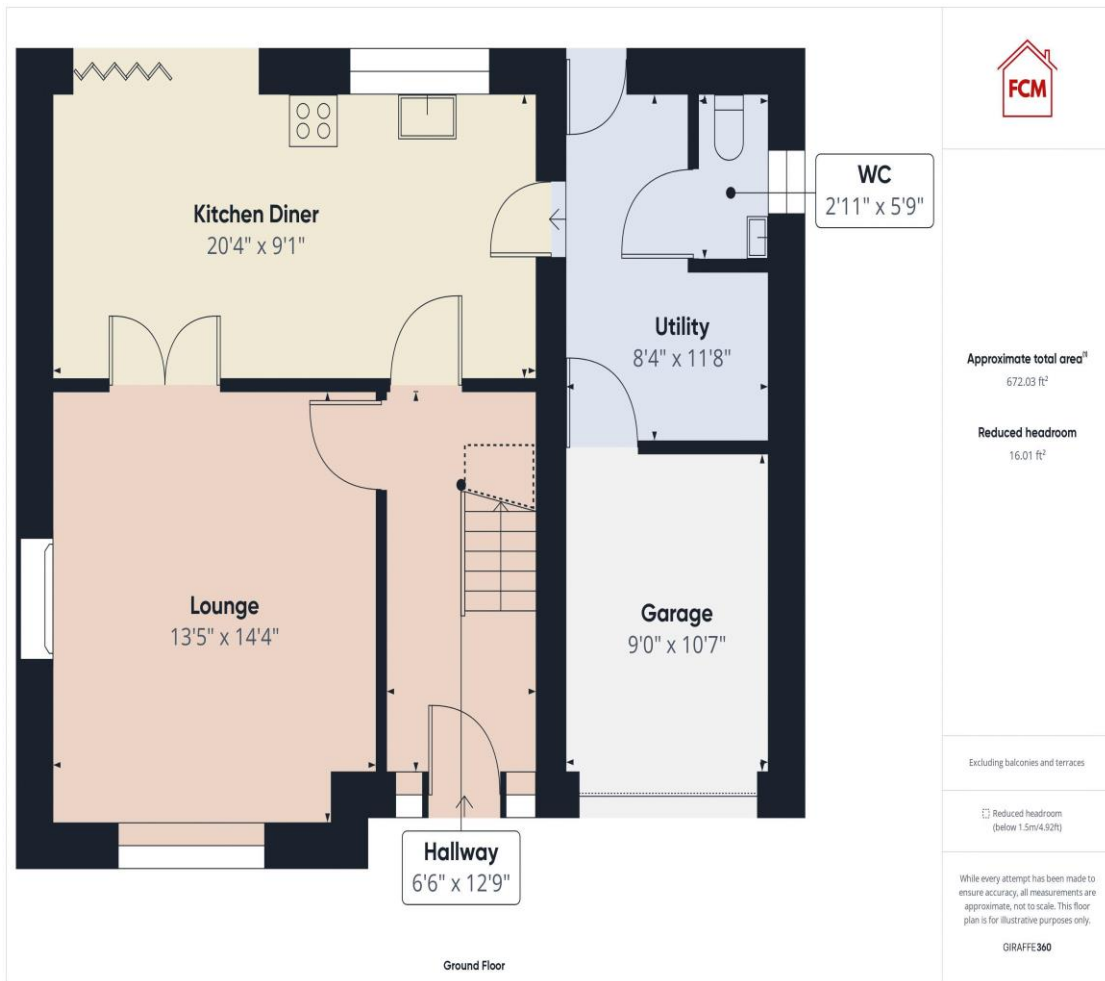 Kitchen Diner
20'4" x 9'1"
WC
2'11" x 5'9"
Utility
8'4" x 11'8"
Lounge
13'5" x 14'4"
Garage
9'0" x 10'7"
Hallway
6'6" x 12'9"
Ground Floor
FCM
Approximate total area⁽¹⁾
672.03 ft²
Reduced headroom
16.01 ft²
Excluding balconies and terraces
Reduced headroom
(below 1.5m/4.92ft)
While every attempt has been made to
ensure accuracy, all measurements are
approximate, not to scale. This floor
plan is for illustrative purposes only.
GIRAFFE360